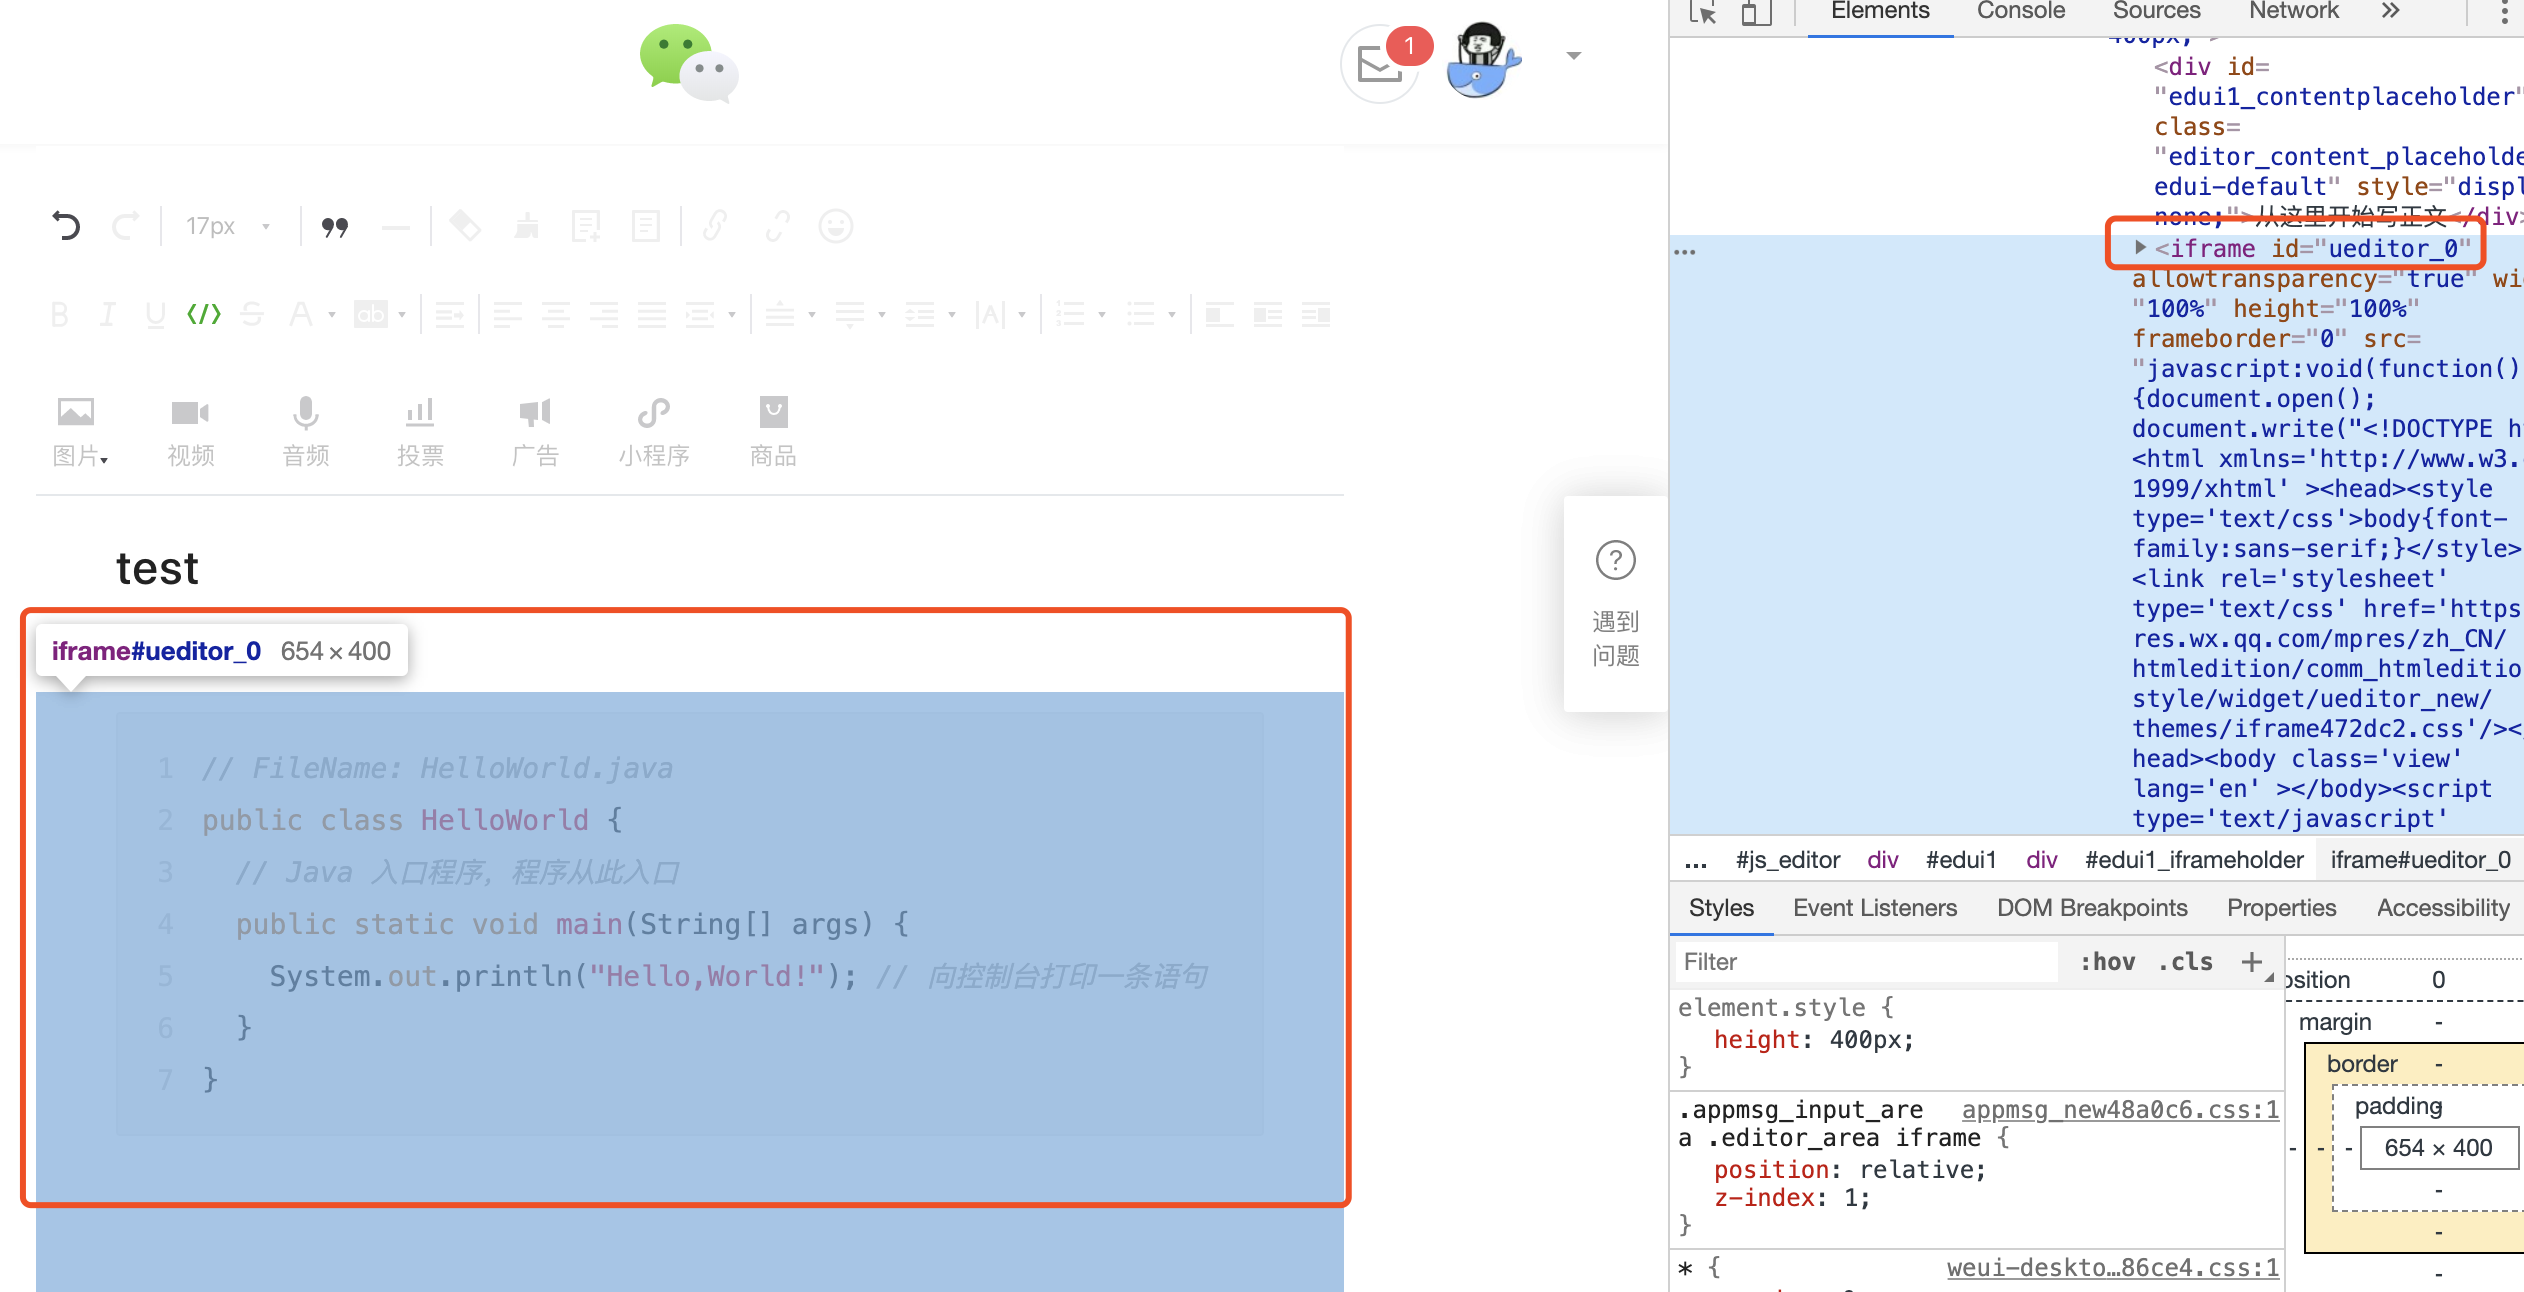 1
17px
B I U </> S A ab |A|
图片 视频 音频 投票 广告 小程序 商品
test
iframe#ueditor_0 654 × 400
1 // FileName: HelloWorld.java
2 public class HelloWorld {
3 // Java 入口程序，程序从此入口
4 public static void main(String[] args) {
5 System.out.println("Hello,World!"); // 向控制台打印一条语句
6 }
7 }
?
遇到
问题
Elements Console Sources Network »
400px; >
<div id=
"edui1_contentplaceholder"
class=
"editor_content_placeholde
edui-default" style="displ
none;">从这里开始写正文</div>
<iframe id="ueditor_0"
allowtransparency="true" wi
"100%" height="100%"
frameborder="0" src=
"javascript:void(function()
{document.open();
document.write("<!DOCTYPE h
<html xmlns='http://www.w3.
1999/xhtml' ><head><style
type='text/css'>body{font-
family:sans-serif;}</style>
<link rel='stylesheet'
type='text/css' href='https
res.wx.qq.com/mpres/zh_CN/
htmledition/comm_htmleditio
style/widget/ueditor_new/
themes/iframe472dc2.css'/><
head><body class='view'
lang='en' ></body><script
type='text/javascript'
... #js_editor div #edui1 div #edui1_iframeholder iframe#ueditor_0
Styles Event Listeners DOM Breakpoints Properties Accessibility
Filter :hov .cls +
element.style {
height: 400px;
}
.appmsg_input_are appmsg_new48a0c6.css:1
a .editor_area iframe {
position: relative;
z-index: 1;
}
* { weui-deskto…86ce4.css:1
osition 0
margin -
border -
padding
- - - 654 × 400
-
-
-